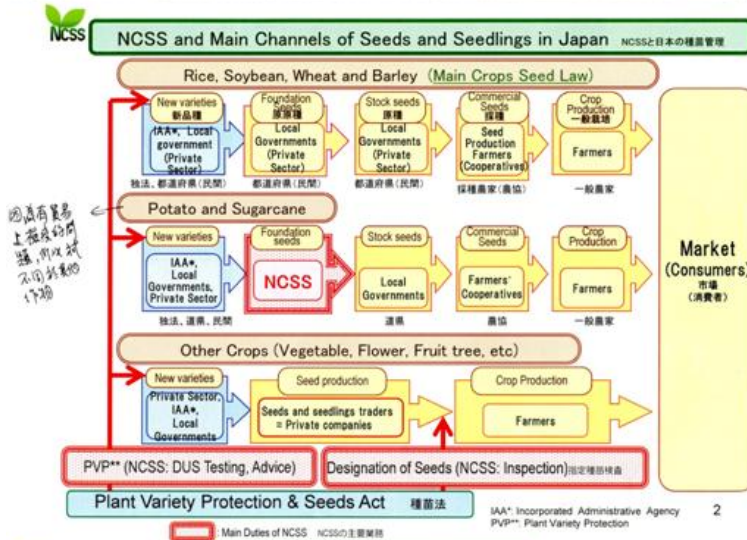 NCSS
NCSS and Main Channels of Seeds and Seedlings in Japan NCSSと日本の種苗管理
Rice, Soybean, Wheat and Barley (Main Crops Seed Law)
New varieties
新品種
IAA*, Local
government
(Private
Sector)
独法、都道府県(民間)
Foundation
Seeds
原原種
Local
Governments
(Private
Sector)
都道府県(民間)
Stock seeds
原種
Local
Governments
(Private
Sector)
都道府県(民間)
Commercial
Seeds
採種
Seed
Production
Farmers
(Cooperatives)
採種農家(農協)
Crop
Production
一般栽培
Farmers
一般農家
Potato and Sugarcane
New varieties
IAA*,
Local
Governments,
Private Sector
独法、道県、民間
Foundation
seeds
NCSS
Stock seeds
Local
Governments
道県
Commercial
Seeds
Farmers'
Cooperatives
農協
Crop
Production
Farmers
一般農家
Other Crops (Vegetable, Flower, Fruit tree, etc)
New varieties
Private Sector,
IAA*,
Local
Governments
Seed production
Seeds and seedlings traders
= Private companies
Crop Production
Farmers
Market
(Consumers)
市場
(消費者)
PVP** (NCSS: DUS Testing, Advice)
Designation of Seeds (NCSS: Inspection)指定種苗検査
Plant Variety Protection & Seeds Act 種苗法
IAA*: Incorporated Administrative Agency
PVP**: Plant Variety Protection
2
: Main Duties of NCSS NCSSの主要業務